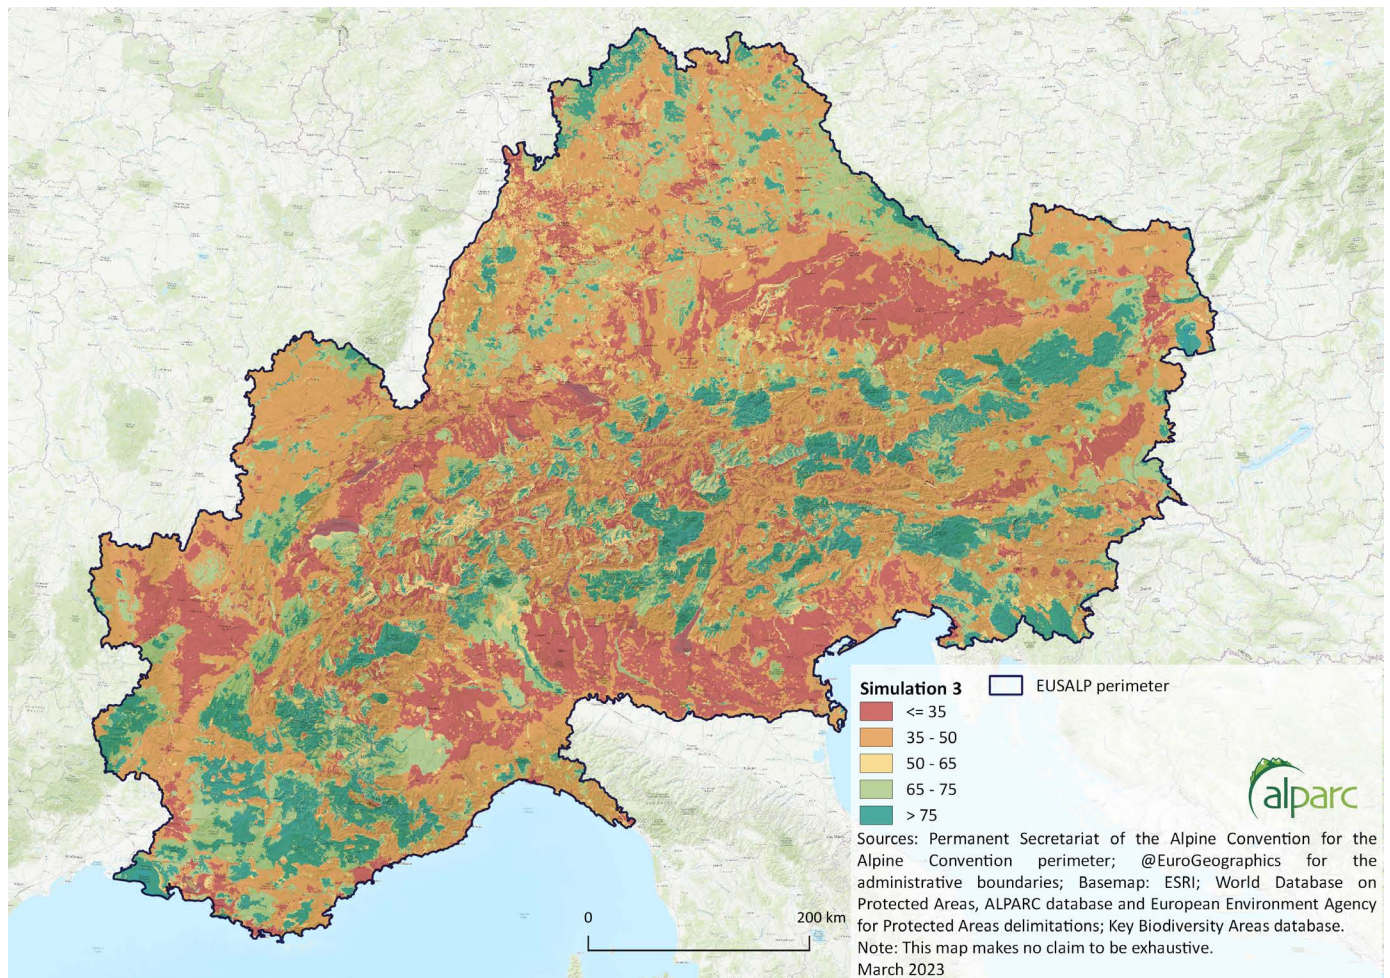 Simulation 3
EUSALP perimeter
<= 35
35 - 50
50 - 65
65 - 75
> 75
alparc
Sources: Permanent Secretariat of the Alpine Convention for the
Alpine Convention perimeter; @EuroGeographics for the
administrative boundaries; Basemap: ESRI; World Database on
Protected Areas, ALPARC database and European Environment Agency
for Protected Areas delimitations; Key Biodiversity Areas database.
Note: This map makes no claim to be exhaustive.
March 2023
0
200 km